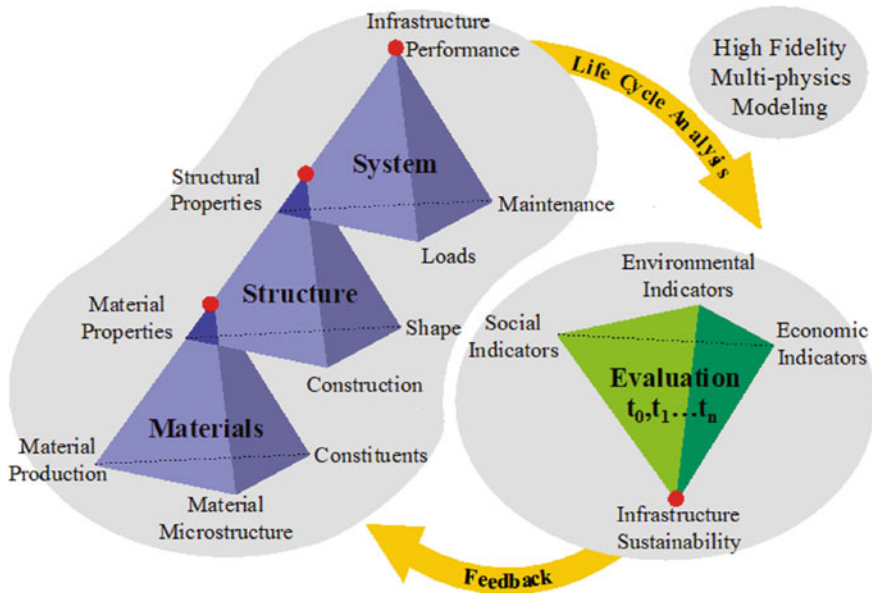 Infrastructure
Performance
Life Cycle Analysis
High Fidelity
Multi-physics
Modeling
System
Structural
Properties
Maintenance
Loads
Structure
Material
Properties
Shape
Construction
Materials
Material
Production
Constituents
Material
Microstructure
Environmental
Indicators
Social
Indicators
Economic
Indicators
Evaluation
t0,t1...tn
Infrastructure
Sustainability
Feedback